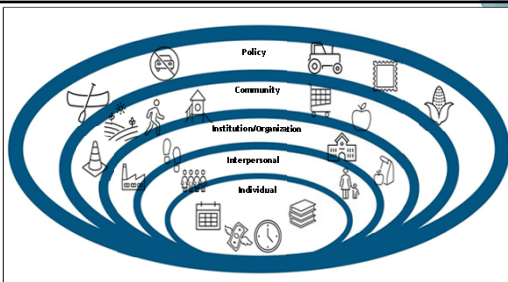 Policy
Community
Institution/Organization
Interpersonal
Individual